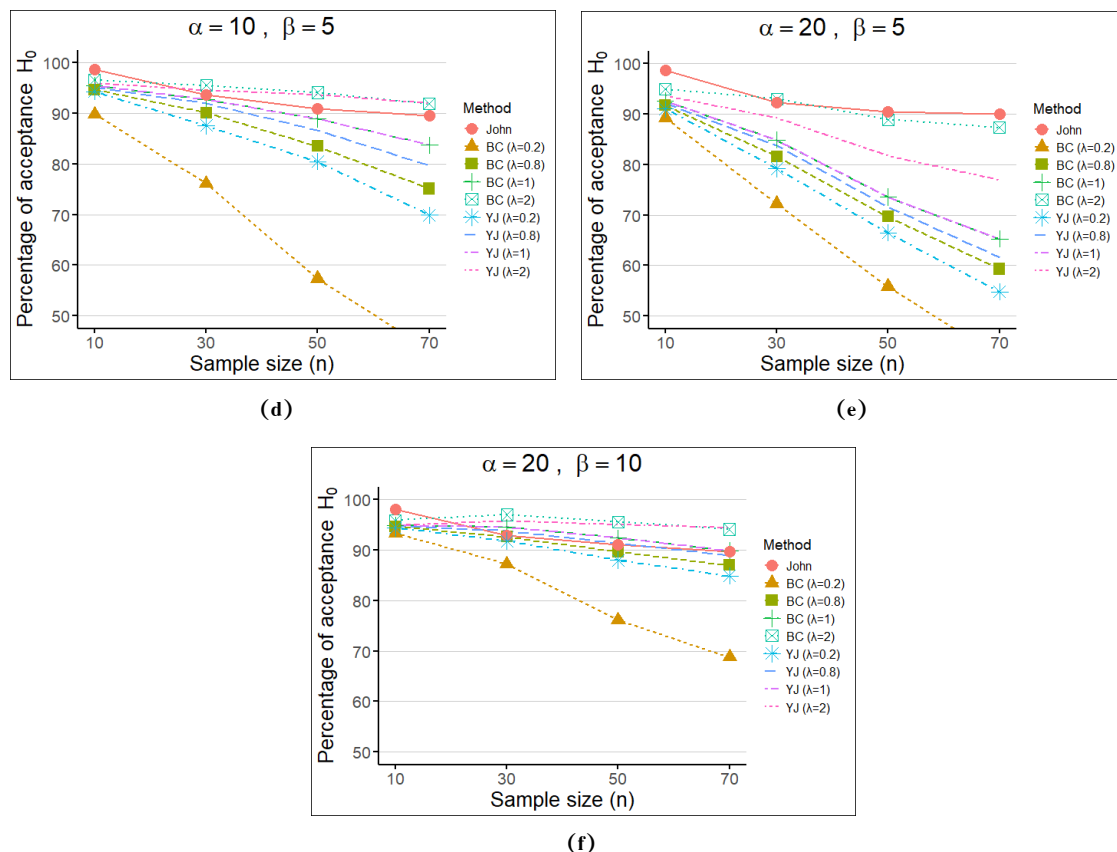 α = 10 , β = 5
Percentage of acceptance H₀
100
90
80
70
60
50
10 30 50 70
Sample size (n)
Method
John
BC (λ=0.2)
BC (λ=0.8)
BC (λ=1)
BC (λ=2)
YJ (λ=0.2)
YJ (λ=0.8)
YJ (λ=1)
YJ (λ=2)
(d)
α = 20 , β = 5
Percentage of acceptance H₀
100
90
80
70
60
50
10 30 50 70
Sample size (n)
Method
John
BC (λ=0.2)
BC (λ=0.8)
BC (λ=1)
BC (λ=2)
YJ (λ=0.2)
YJ (λ=0.8)
YJ (λ=1)
YJ (λ=2)
(e)
α = 20 , β = 10
Percentage of acceptance H₀
100
90
80
70
60
50
10 30 50 70
Sample size (n)
Method
John
BC (λ=0.2)
BC (λ=0.8)
BC (λ=1)
BC (λ=2)
YJ (λ=0.2)
YJ (λ=0.8)
YJ (λ=1)
YJ (λ=2)
(f)